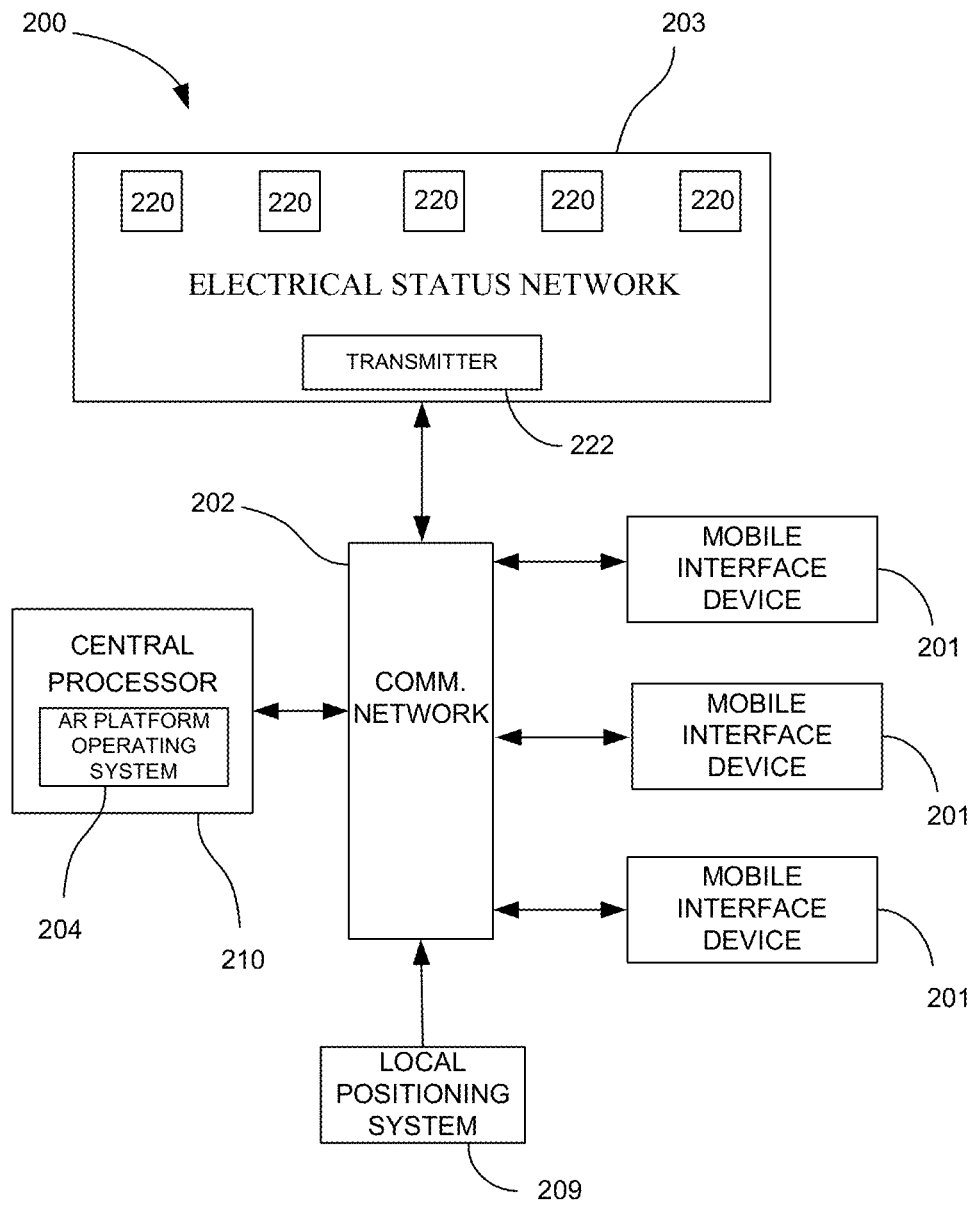 200
203
220 220 220 220 220
ELECTRICAL STATUS NETWORK
TRANSMITTER
222
202
MOBILE
INTERFACE
DEVICE
201
CENTRAL
PROCESSOR
AR PLATFORM
OPERATING
SYSTEM
204
210
COMM.
NETWORK
MOBILE
INTERFACE
DEVICE
201
MOBILE
INTERFACE
DEVICE
201
LOCAL
POSITIONING
SYSTEM
209